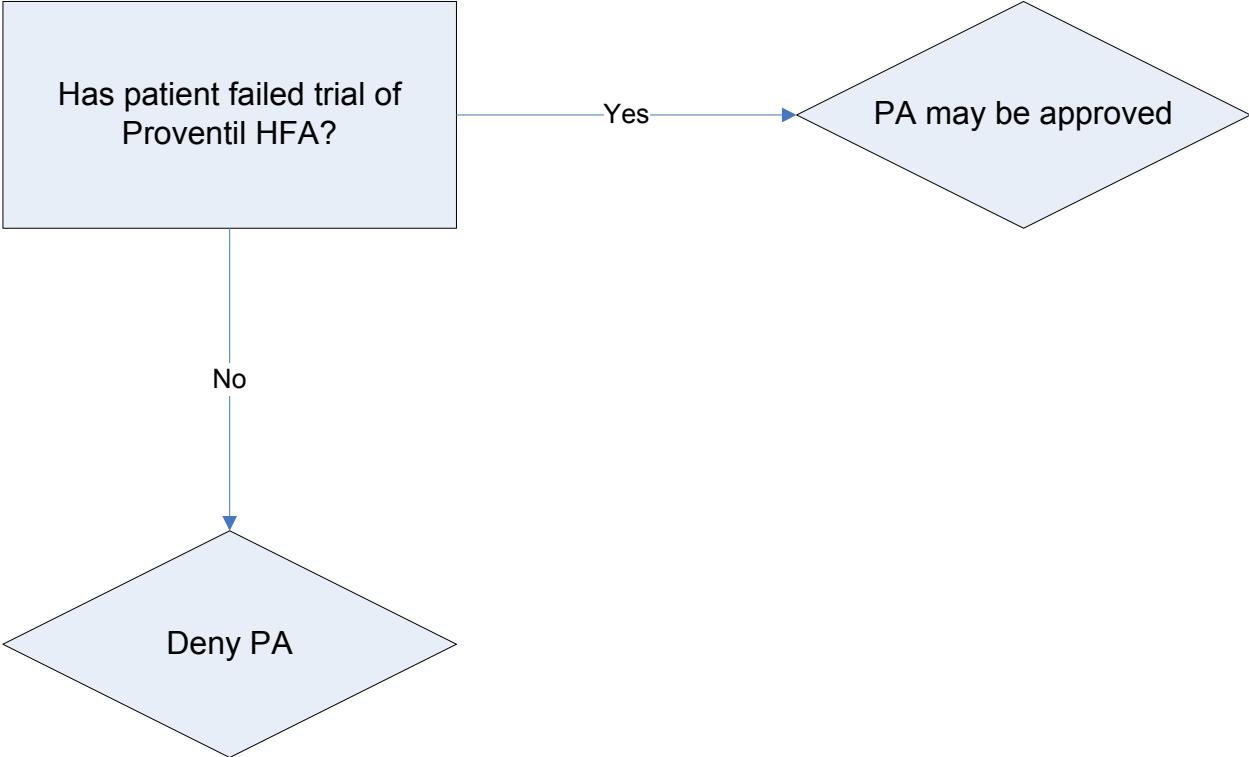 Has patient failed trial of
Proventil HFA?
Yes
PA may be approved
No
Deny PA